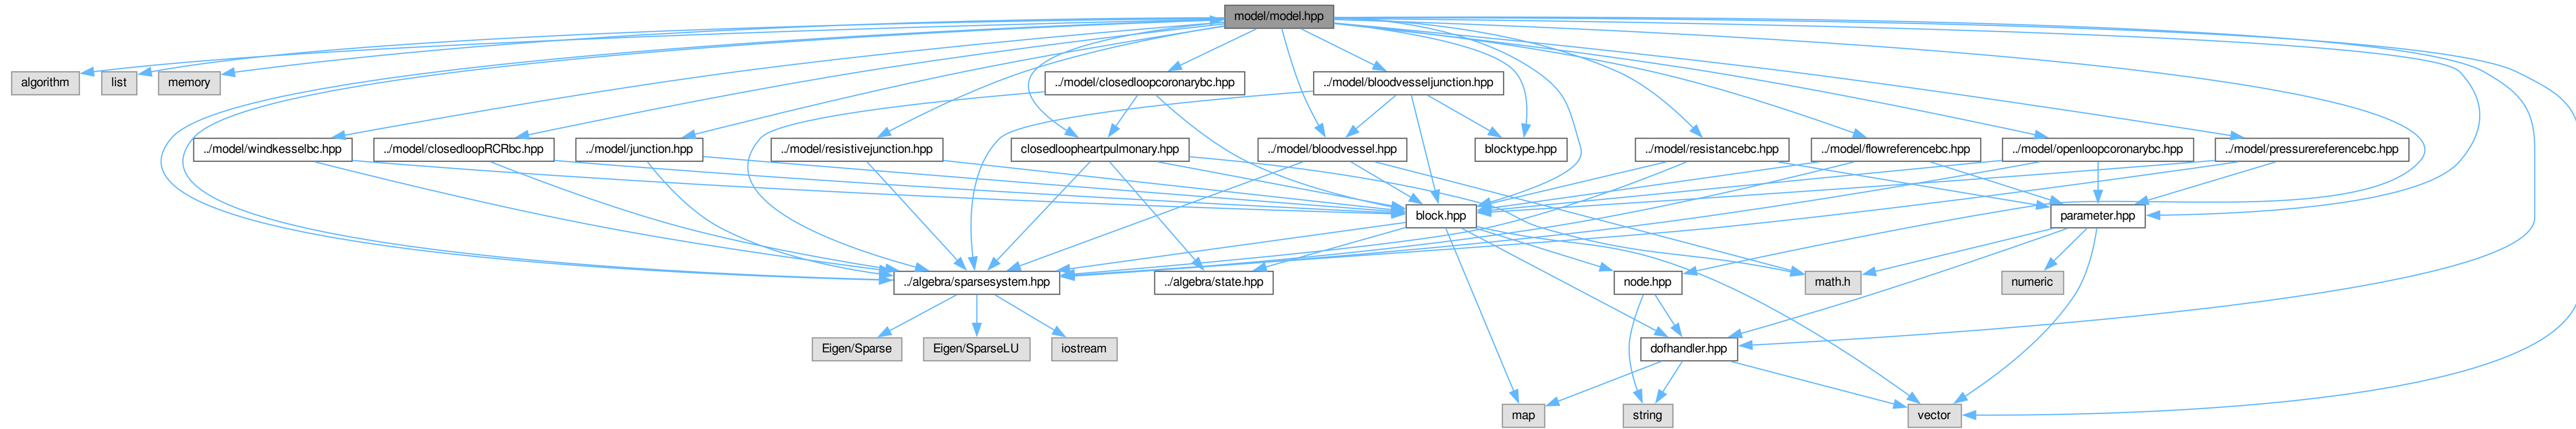 model/model.hpp
algorithm
list
memory
../model/closedloopcoronarybc.hpp
../model/bloodvesseljunction.hpp
../model/windkesselbc.hpp
../model/closedloopRCRbc.hpp
../model/junction.hpp
../model/resistivejunction.hpp
closedloopheartpulmonary.hpp
../model/bloodvessel.hpp
blocktype.hpp
../model/resistancebc.hpp
../model/flowreferencebc.hpp
../model/openloopcoronarybc.hpp
../model/pressurereferencebc.hpp
block.hpp
parameter.hpp
../algebra/sparsesystem.hpp
../algebra/state.hpp
node.hpp
math.h
numeric
Eigen/Sparse
Eigen/SparseLU
iostream
dofhandler.hpp
map
string
vector